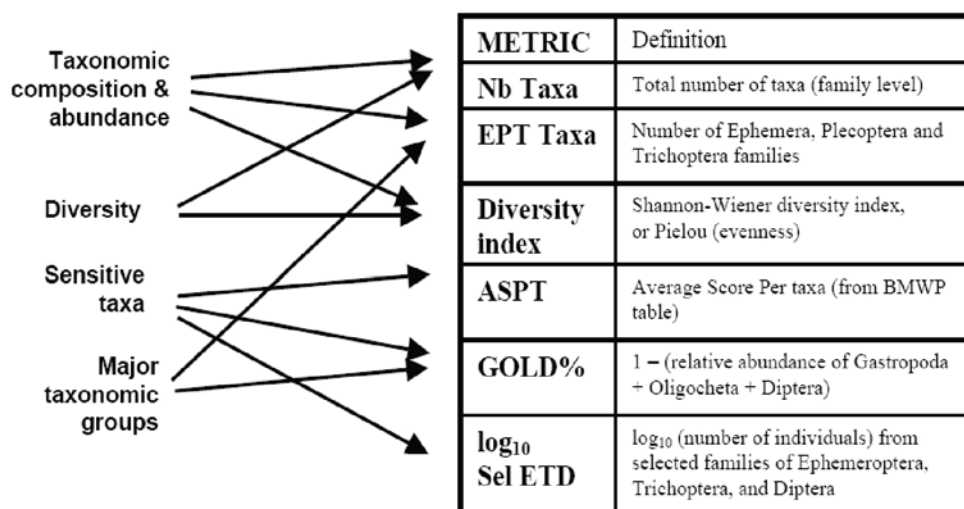 Taxonomic
composition &
abundance
Diversity
Sensitive
taxa
Major
taxonomic
groups
METRIC Definition
Nb Taxa Total number of taxa (family level)
EPT Taxa Number of Ephemera, Plecoptera and
Trichoptera families
Diversity
index
Shannon-Wiener diversity index,
or Pielou (evenness)
ASPT Average Score Per taxa (from BMWP
table)
GOLD% 1 – (relative abundance of Gastropoda
+ Oligocheta + Diptera)
log₁₀
Sel ETD
log₁₀ (number of individuals) from
selected families of Ephemeroptera,
Trichoptera, and Diptera